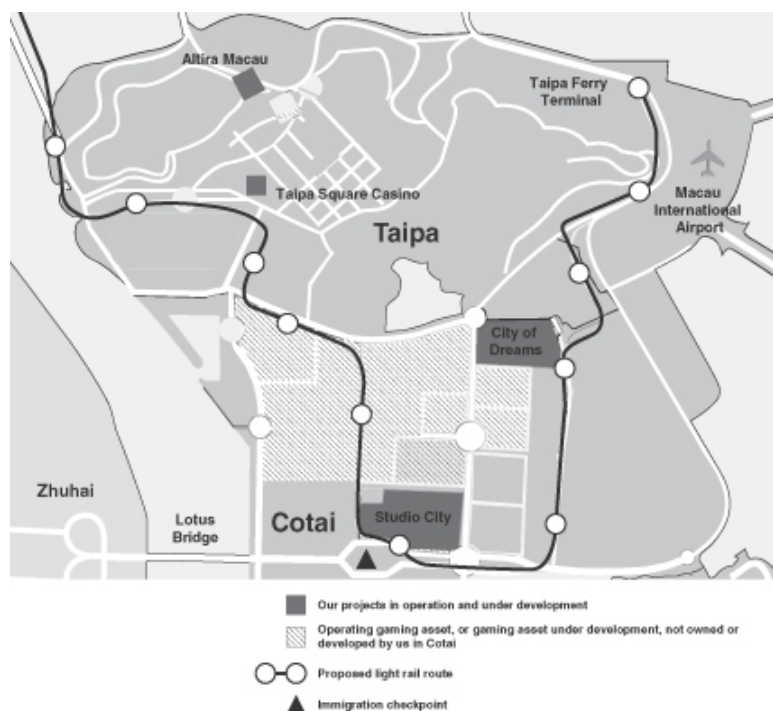 Altira Macau
Taipa Ferry
Terminal
Taipa Square Casino
Macau
International
Airport
Taipa
City of
Dreams
Zhuhai
Lotus
Bridge
Cotai
Studio City
Our projects in operation and under development
Operating gaming asset, or gaming asset under development, not owned or
developed by us in Cotai
Proposed light rail route
Immigration checkpoint